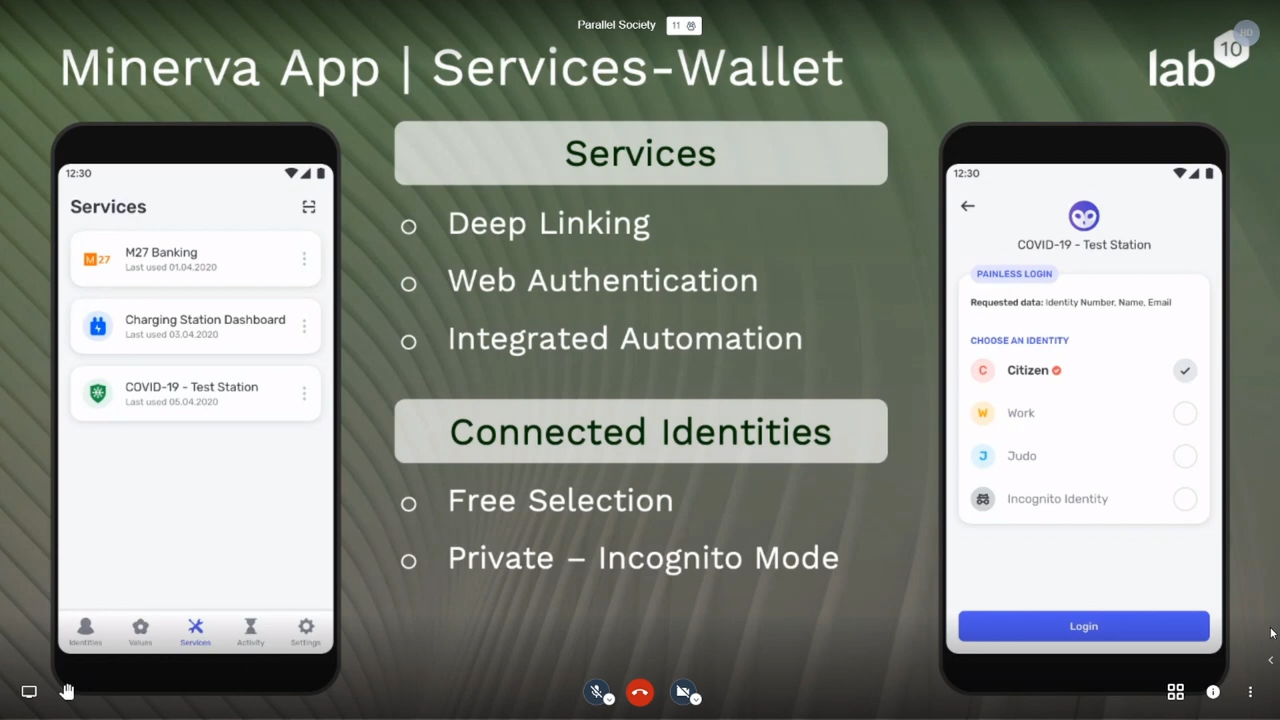 Parallel Society 11
HD
Minerva App | Services-Wallet
lab10
12:30
Services
M27 Banking
Last used 01.04.2020
Charging Station Dashboard
Last used 03.04.2020
COVID-19 - Test Station
Last used 05.04.2020
Identities Values Services Activity Settings
Services
Deep Linking
Web Authentication
Integrated Automation
Connected Identities
Free Selection
Private – Incognito Mode
12:30
COVID-19 - Test Station
PAINLESS LOGIN
Requested data: Identity Number, Name, Email
CHOOSE AN IDENTITY
C Citizen
W Work
J Judo
Incognito Identity
Login